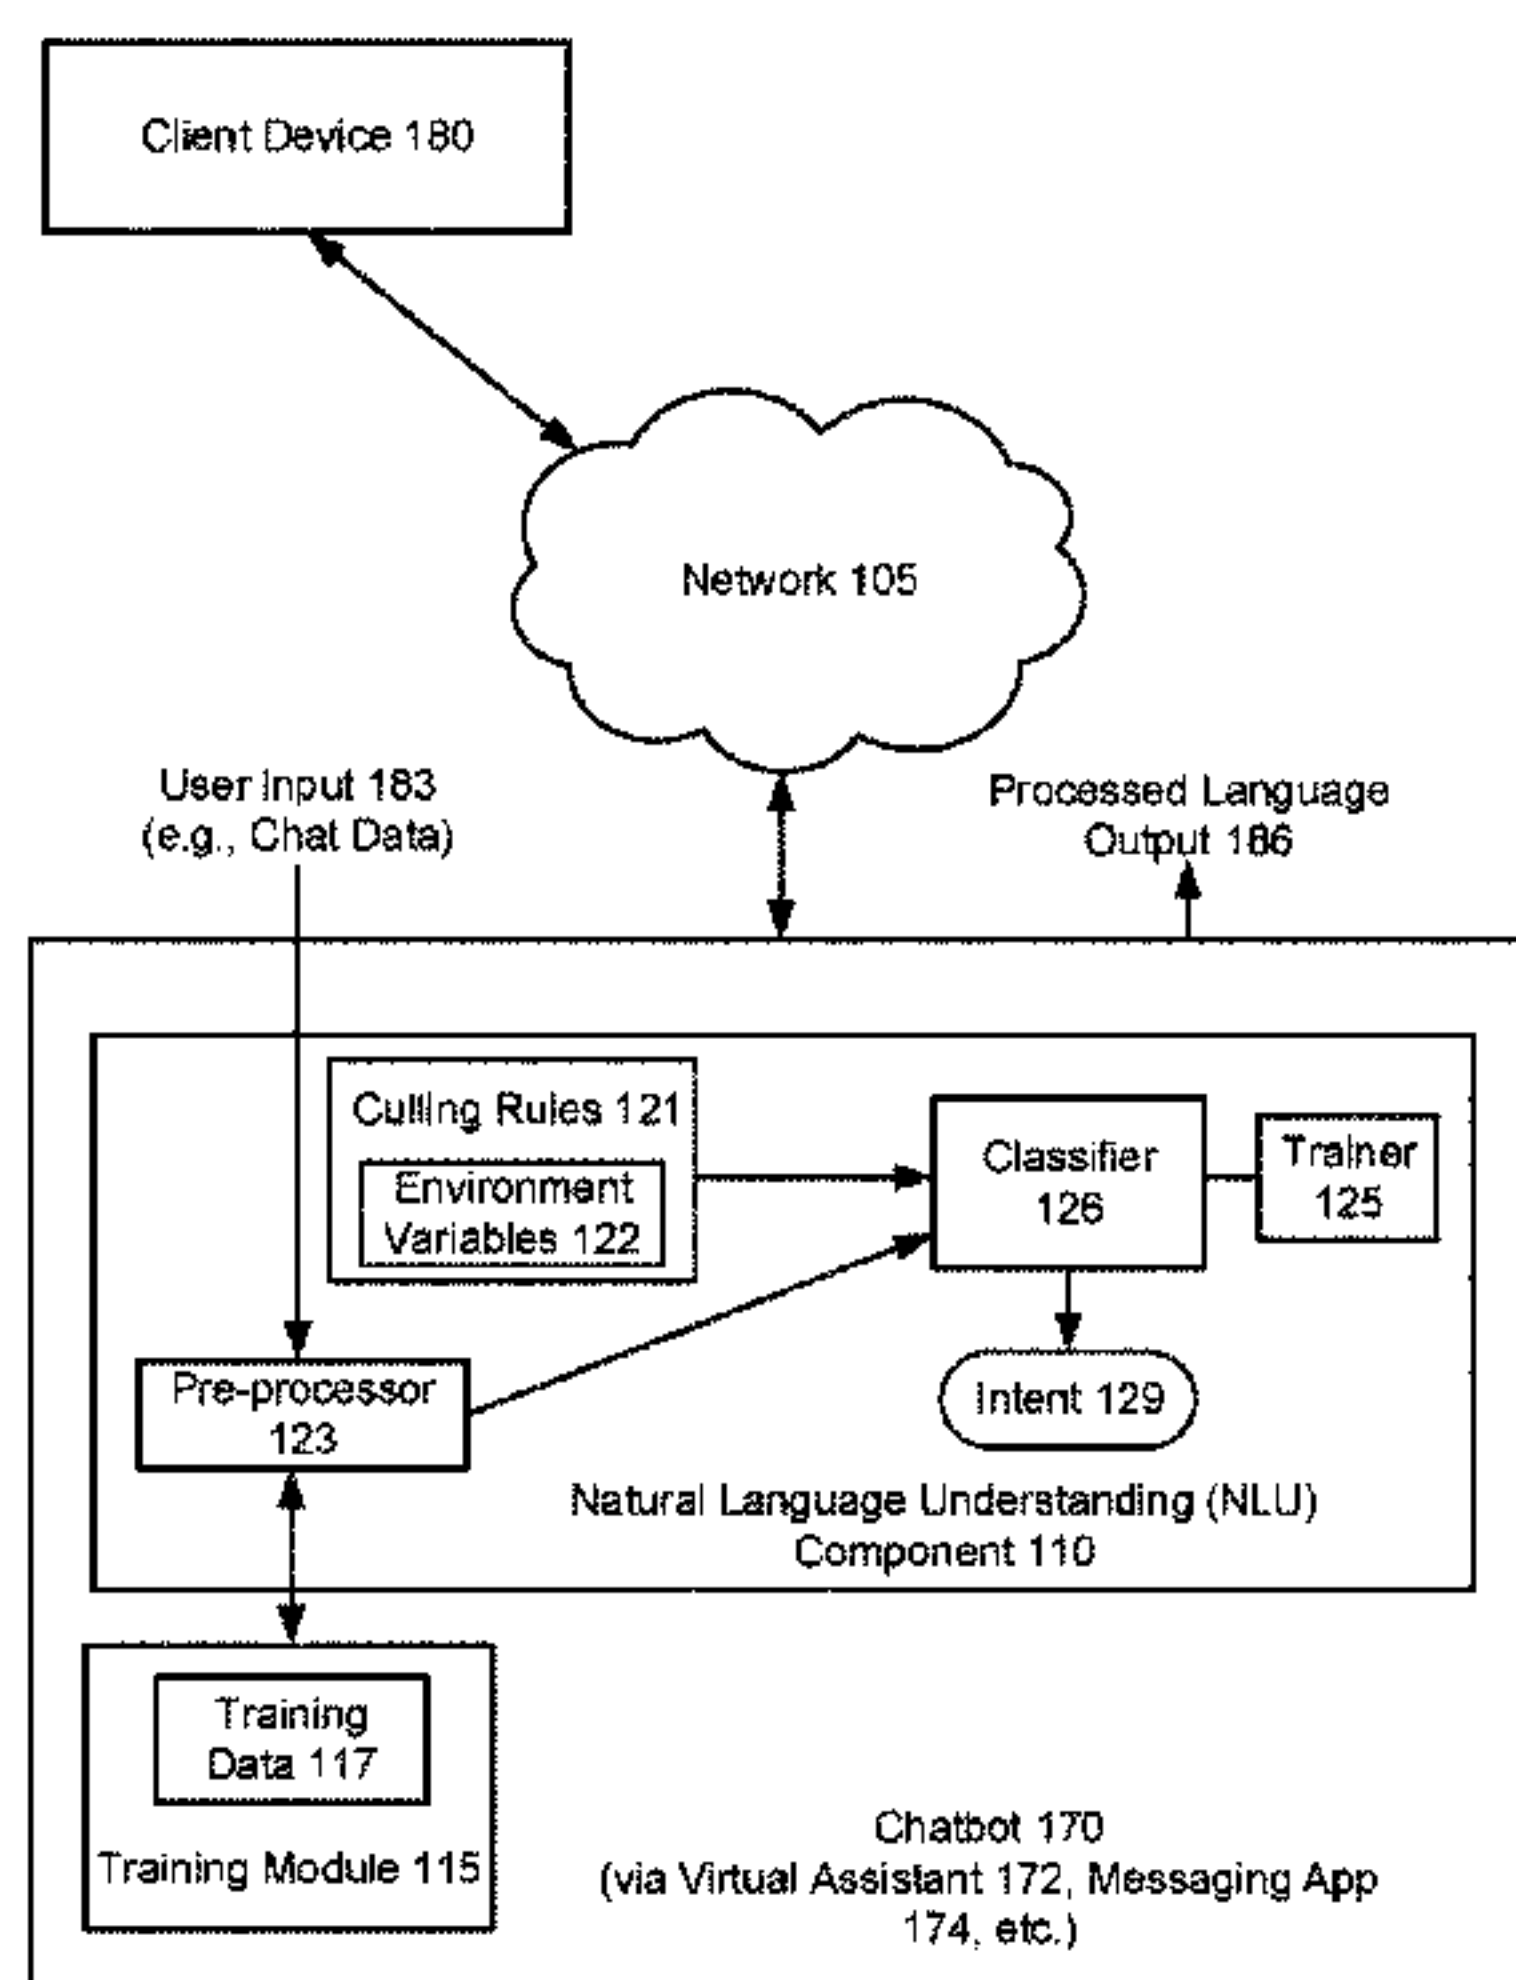 Client Device 180
Network 105
User Input 183
(e.g., Chat Data)
Processed Language
Output 186
Culling Rules 121
Environment
Variables 122
Classifier
126
Trainer
125
Pre-processor
123
Intent 129
Natural Language Understanding (NLU)
Component 110
Training
Data 117
Training Module 115
Chatbot 170
(via Virtual Assistant 172, Messaging App
174, etc.)